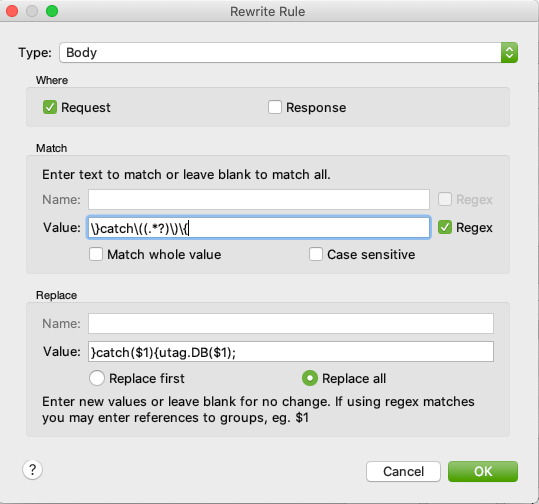 Rewrite Rule
Type: Body
Where
Request Response
Match
Enter text to match or leave blank to match all.
Name: Regex
Value: \}catch\((.*?)\)\{ Regex
Match whole value Case sensitive
Replace
Name:
Value: }catch($1){utag.DB($1);
Replace first Replace all
Enter new values or leave blank for no change. If using regex matches
you may enter references to groups, eg. $1
? Cancel OK